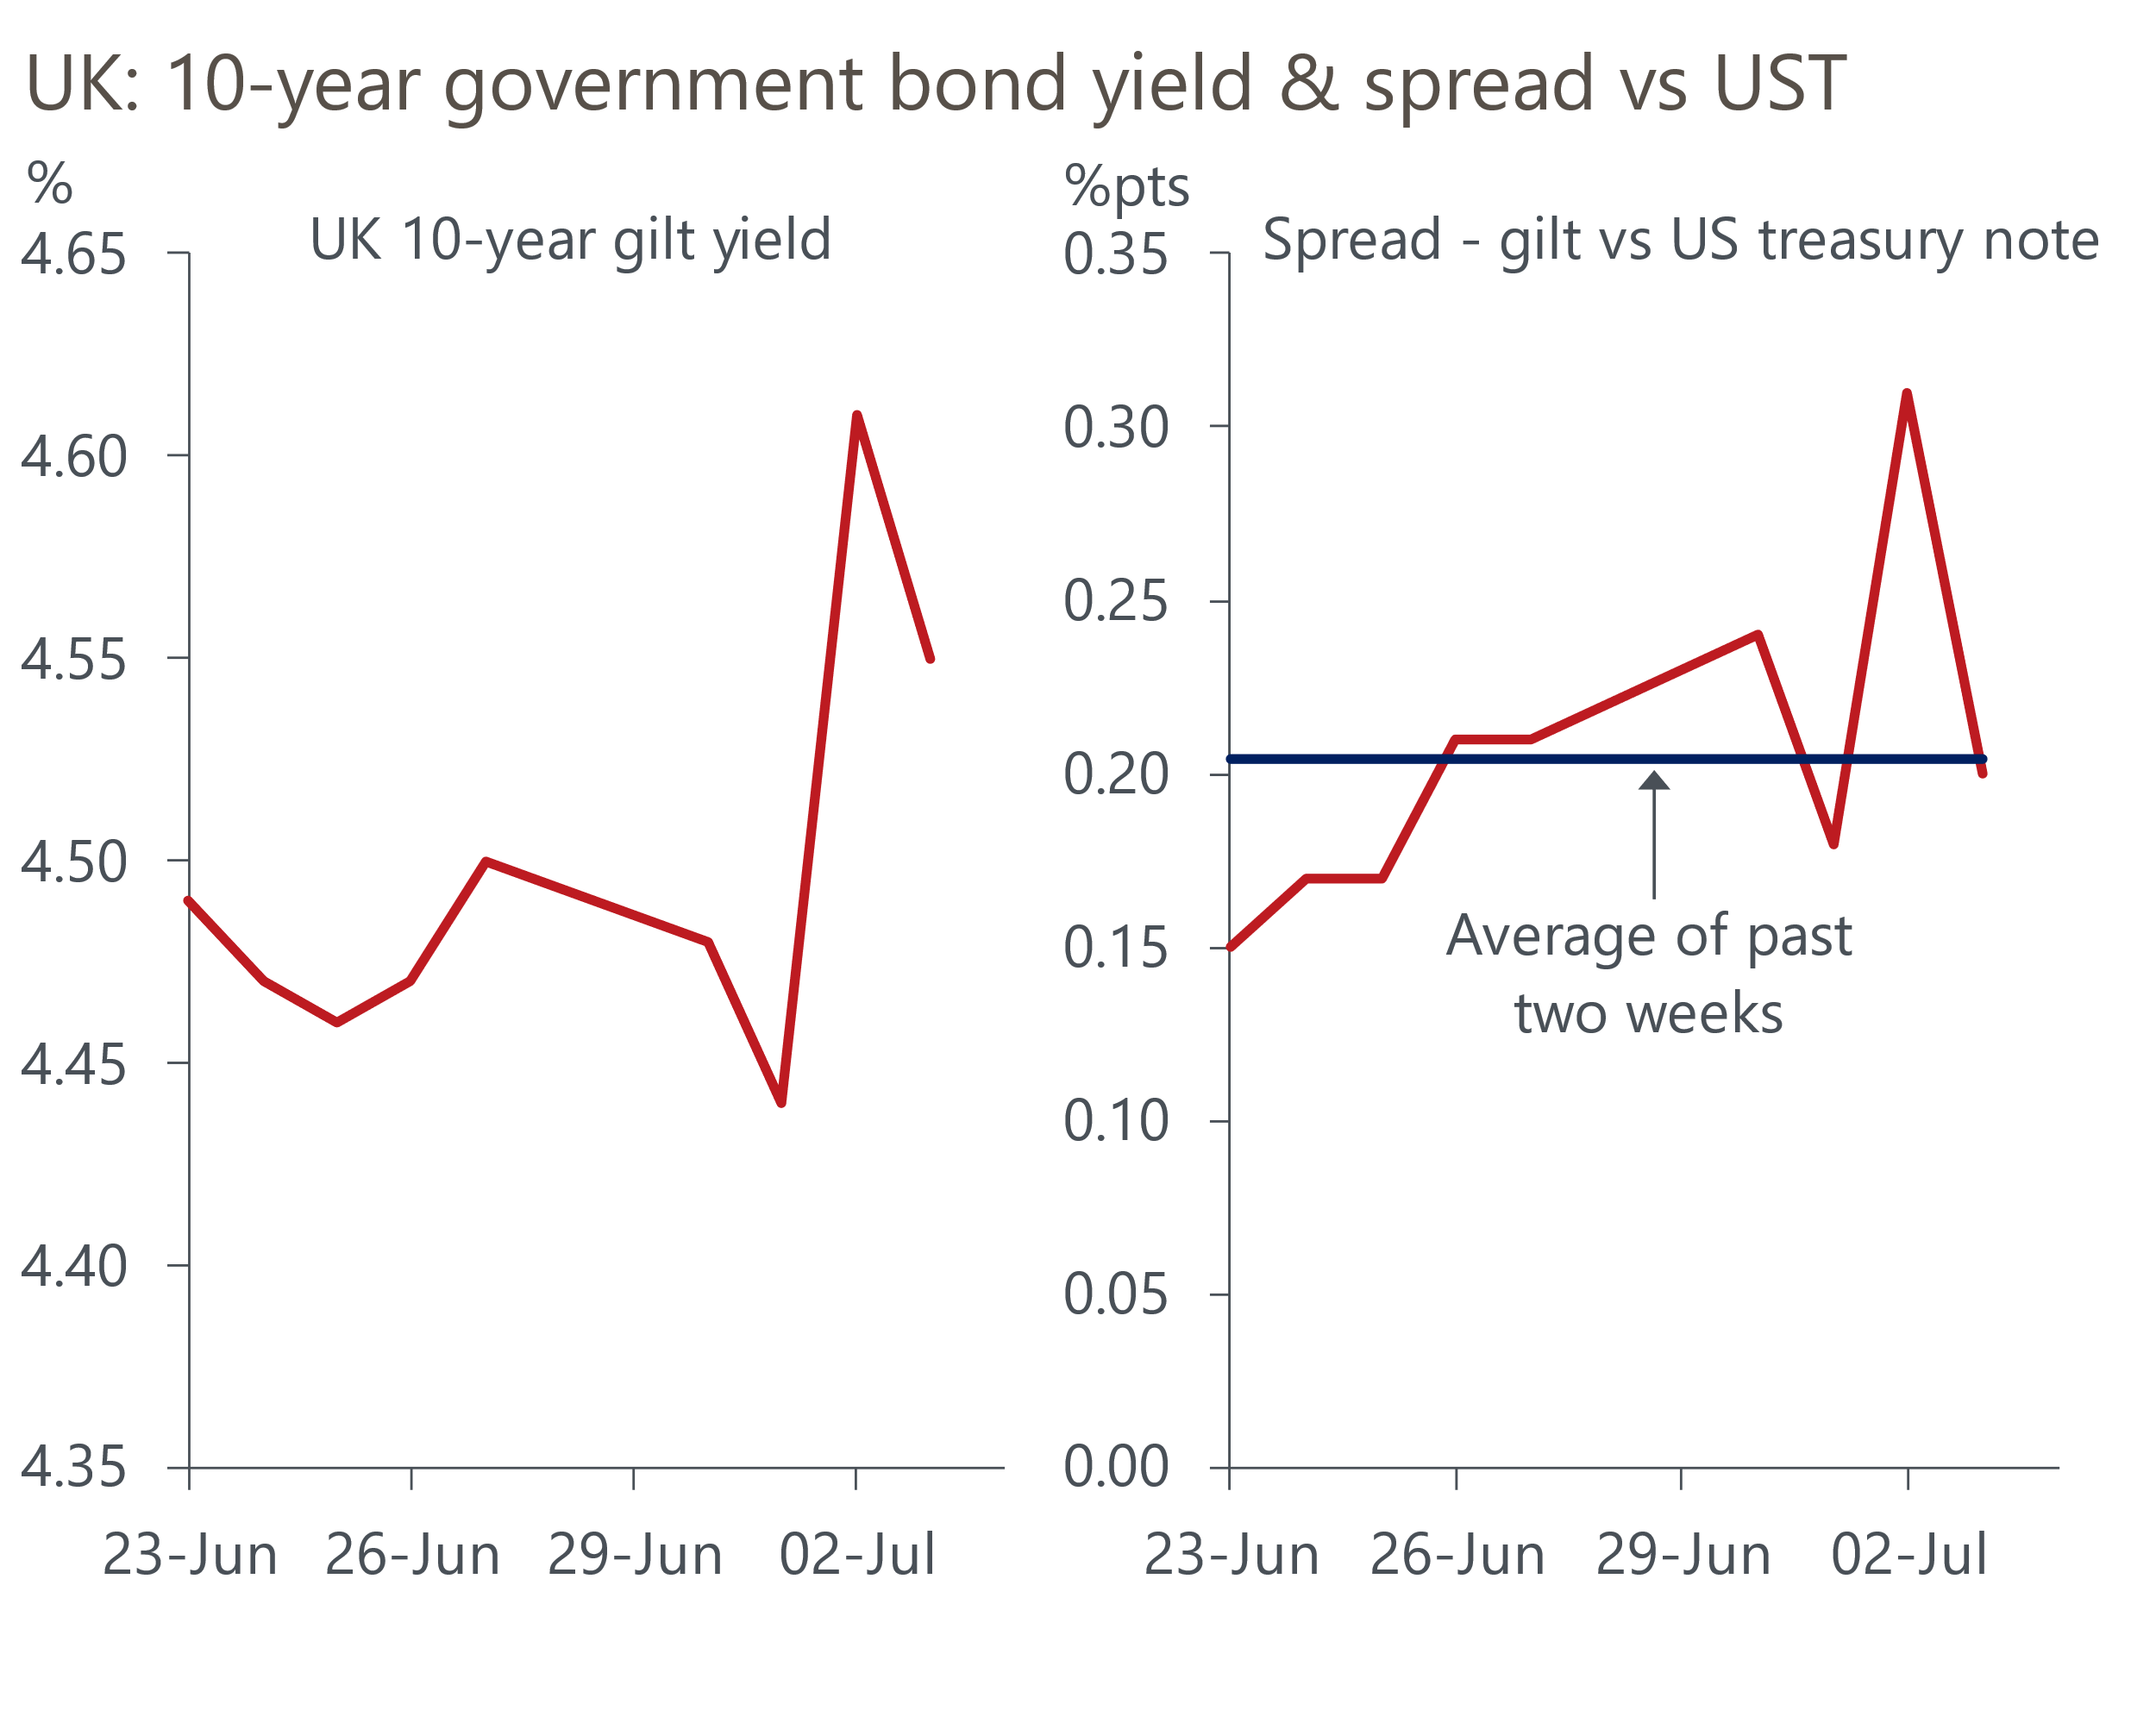 UK: 10-year government bond yield & spread vs UST
%
UK 10-year gilt yield
4.65
4.60
4.55
4.50
4.45
4.40
4.35
23-Jun 26-Jun 29-Jun 02-Jul
%pts
Spread - gilt vs US treasury note
0.35
0.30
0.25
0.20
0.15
0.10
0.05
0.00
Average of past
two weeks
23-Jun 26-Jun 29-Jun 02-Jul